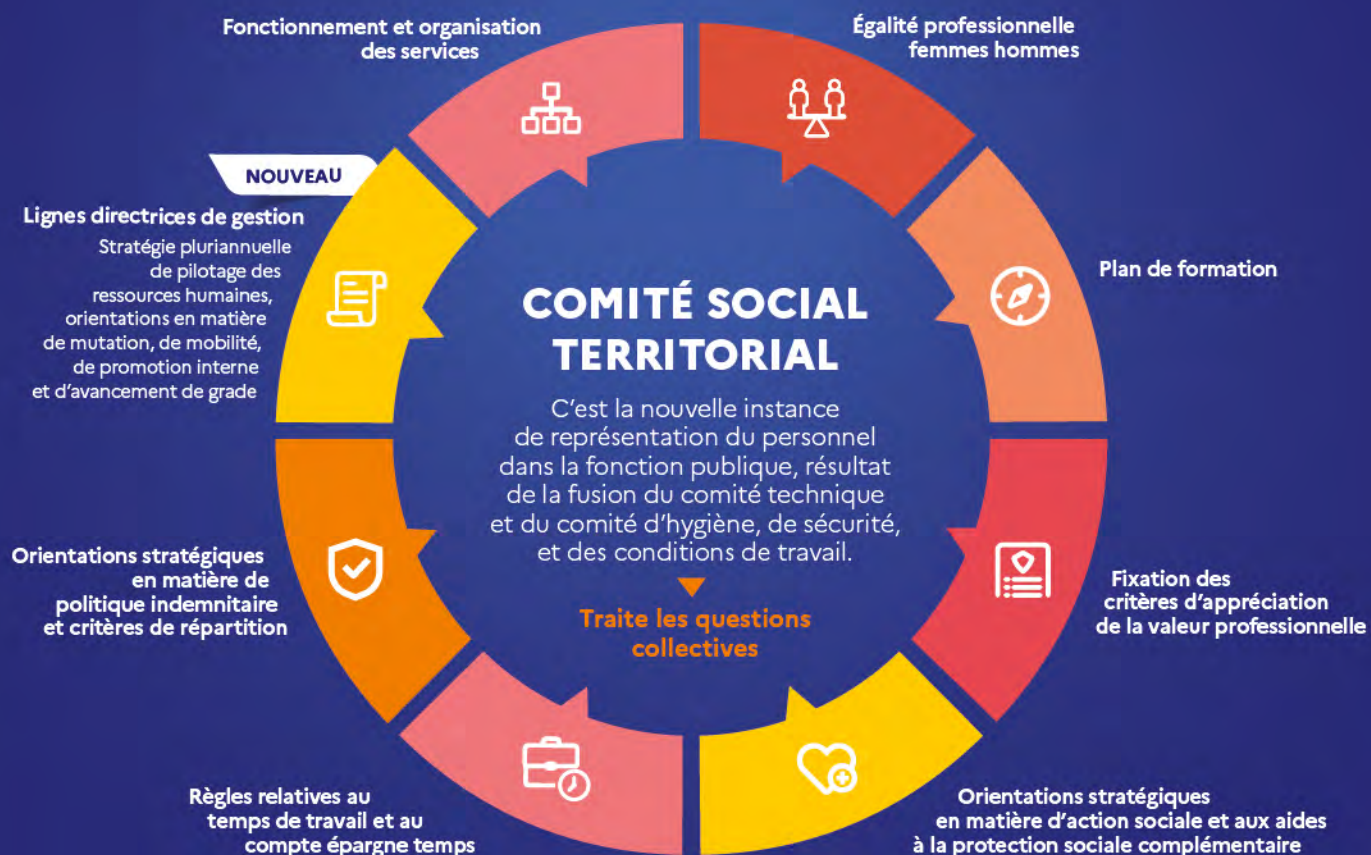 Fonctionnement et organisation
des services
Égalité professionnelle
femmes hommes
NOUVEAU
Lignes directrices de gestion
Stratégie pluriannuelle
de pilotage des
ressources humaines,
orientations en matière
de mutation, de mobilité,
de promotion interne
et d'avancement de grade
Plan de formation
COMITÉ SOCIAL
TERRITORIAL
C'est la nouvelle instance
de représentation du personnel
dans la fonction publique, résultat
de la fusion du comité technique
et du comité d'hygiène, de sécurité,
et des conditions de travail.
Traite les questions
collectives
Orientations stratégiques
en matière de
politique indemnitaire
et critères de répartition
Fixation des
critères d'appréciation
de la valeur professionnelle
Règles relatives au
temps de travail et au
compte épargne temps
Orientations stratégiques
en matière d'action sociale et aux aides
à la protection sociale complémentaire